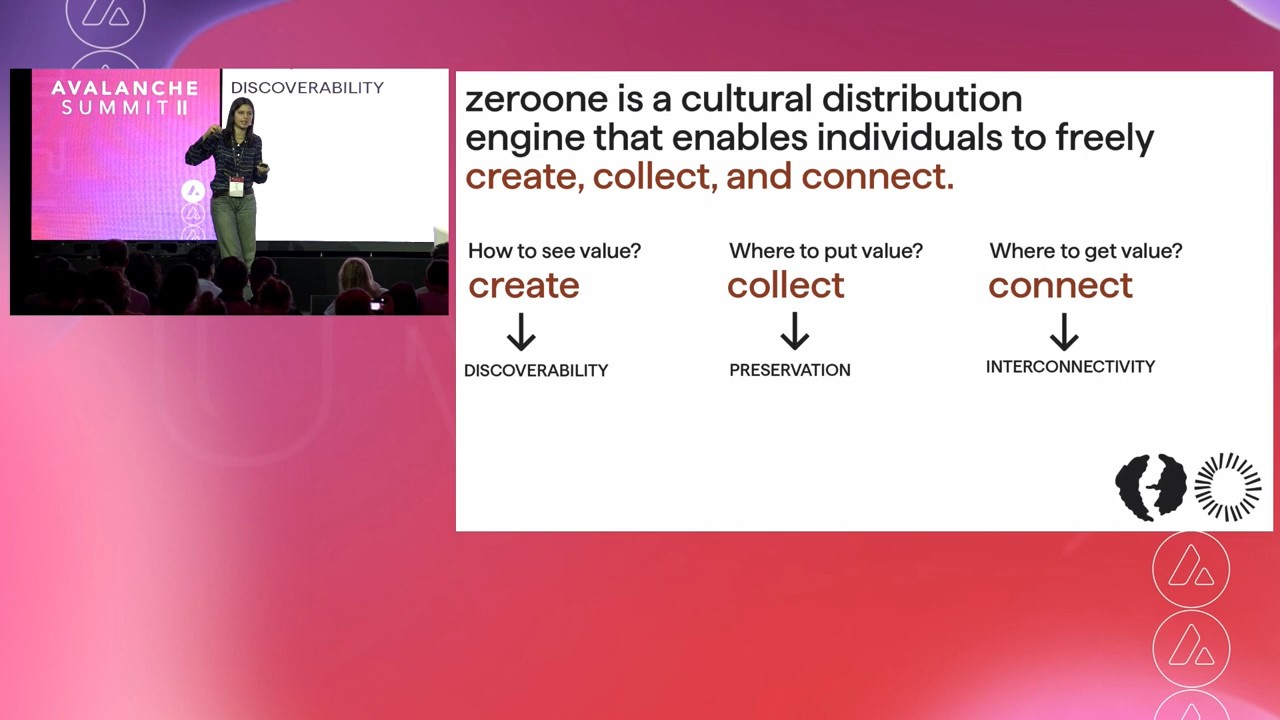 AVALANCHE
SUMMIT II
DISCOVERABILITY
zeroone is a cultural distribution
engine that enables individuals to freely
create, collect, and connect.
How to see value?
create
DISCOVERABILITY
Where to put value?
collect
PRESERVATION
Where to get value?
connect
INTERCONNECTIVITY